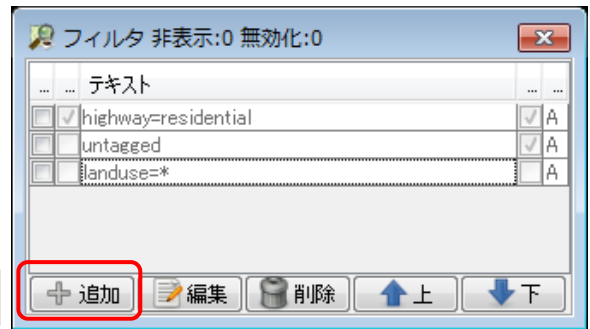 フィルタ 非表示:0 無効化:0
... ... テキスト ... ...
highway=residential A
untagged A
landuse=* A
追加 編集 削除 上 下